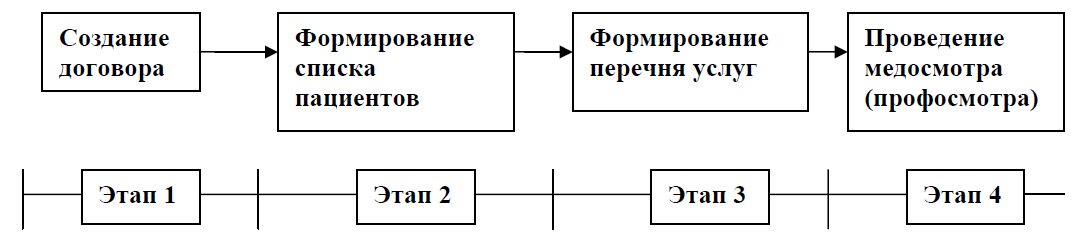 Создание
договора
Формирование
списка
пациентов
Формирование
перечня услуг
Проведение
медосмотра
(профосмотра)
Этап 1
Этап 2
Этап 3
Этап 4